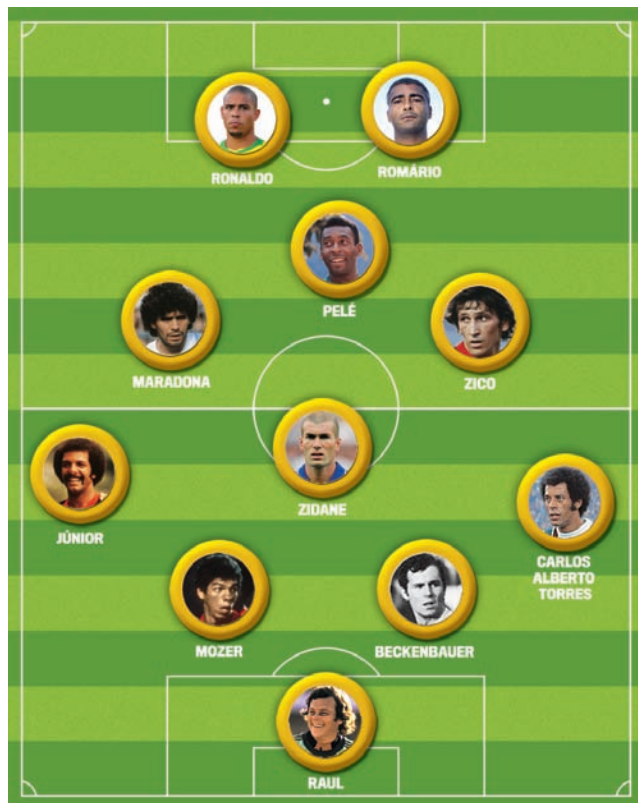 RONALDO
ROMÁRIO
PELÉ
MARADONA
ZICO
ZIDANE
JÚNIOR
CARLOS
ALBERTO
TORRES
MOZER
BECKENBAUER
RAUL